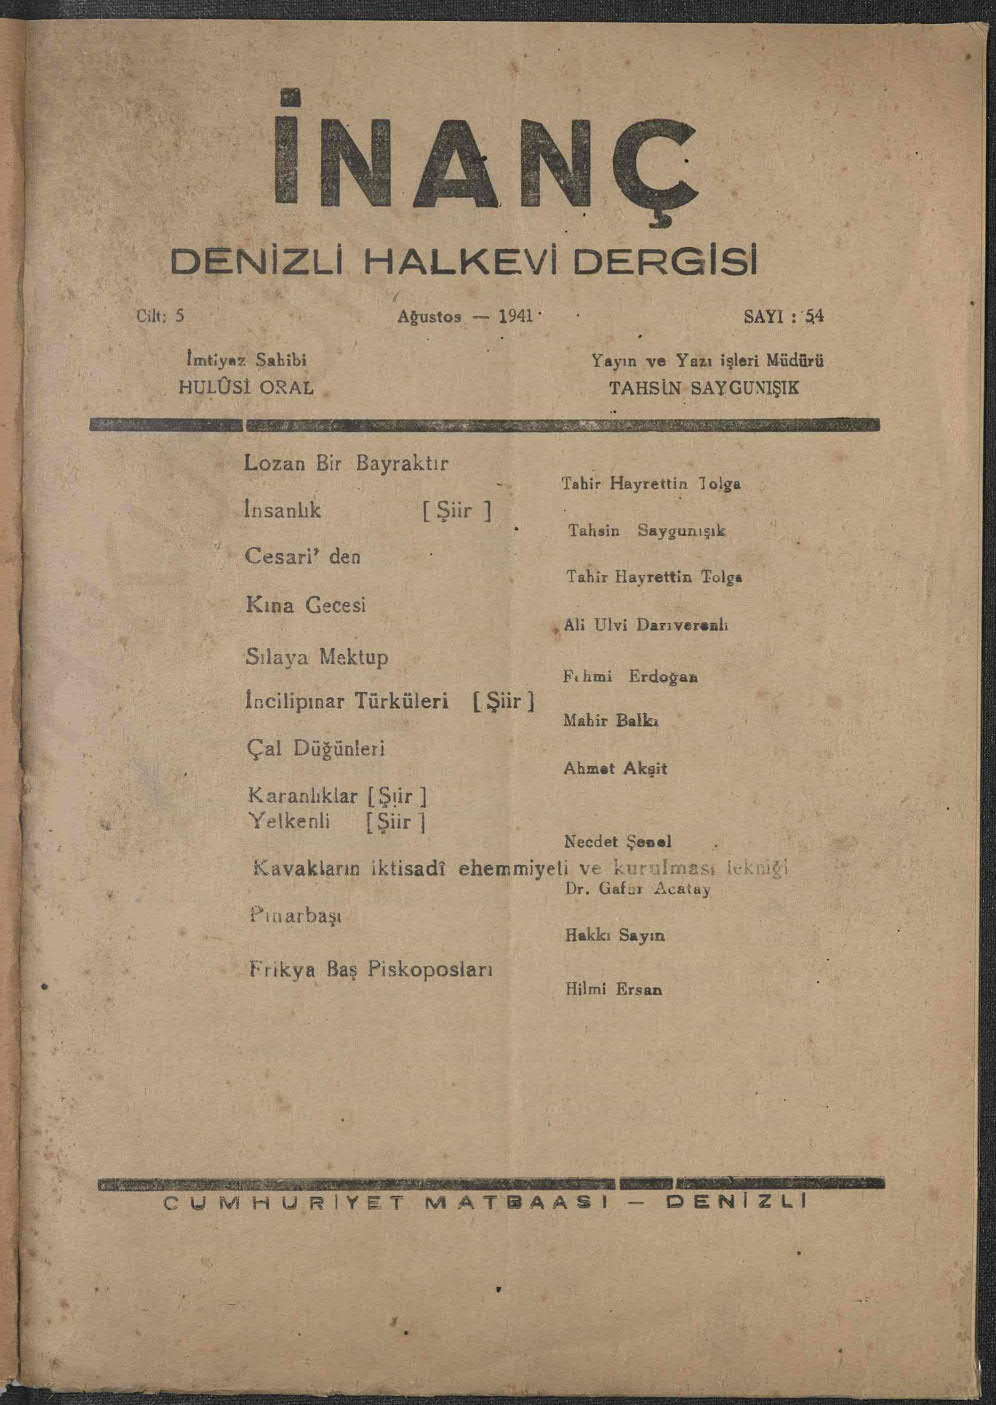 İNANÇ
DENİZLİ HALKEVİ DERGİSİ
Cilt: 5 Ağustos — 1941 SAYI : 54
İmtiyaz Sahibi Yayın ve Yazı işleri Müdürü
HULÛSİ ORAL TAHSİN SAYGUNIŞIK
Lozan Bir Bayraktır
Tahir Hayrettin Tolga
İnsanlık [ Şiir ]
Tahsin Saygunışık
Cesari' den
Tahir Hayrettin Tolga
Kına Gecesi
Ali Ulvi Darıverenli
Sılaya Mektup
Fehmi Erdoğan
İncilipınar Türküleri [ Şiir ]
Mahir Balkı
Çal Düğünleri
Ahmet Akşit
Karanlıklar [ Şiir ]
Yelkenli [ Şiir ]
Necdet Şenel
Kavakların iktisadî ehemmiyeti ve kurulması tekniği
Dr. Gafur Acatay
Pınarbaşı
Hakkı Sayın
Frikya Baş Piskoposları
Hilmi Ersan
CUMHURİYET MATBAASI — DENİZLİ